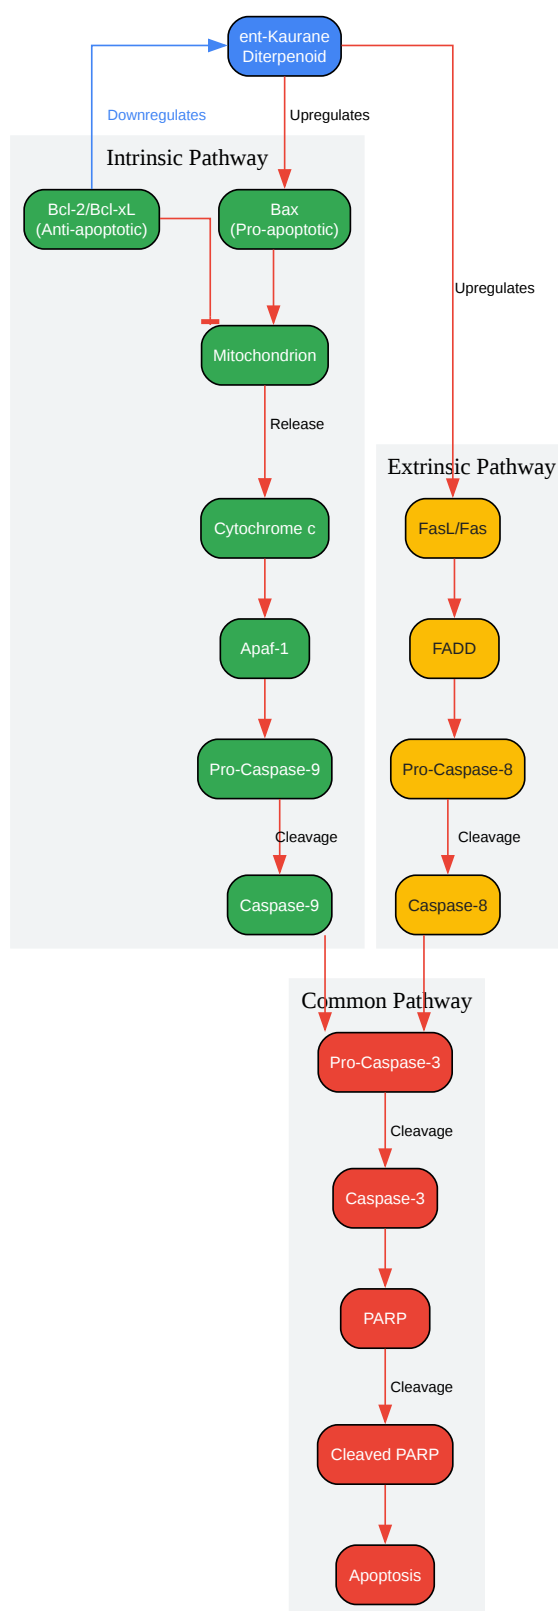 ent-Kaurane
Diterpenoid
Downregulates
Upregulates
Intrinsic Pathway
Bcl-2/Bcl-xL
(Anti-apoptotic)
Bax
(Pro-apoptotic)
Upregulates
Mitochondrion
Release
Extrinsic Pathway
Cytochrome c
FasL/Fas
Apaf-1
FADD
Pro-Caspase-9
Pro-Caspase-8
Cleavage
Cleavage
Caspase-9
Caspase-8
Common Pathway
Pro-Caspase-3
Cleavage
Caspase-3
PARP
Cleavage
Cleaved PARP
Apoptosis